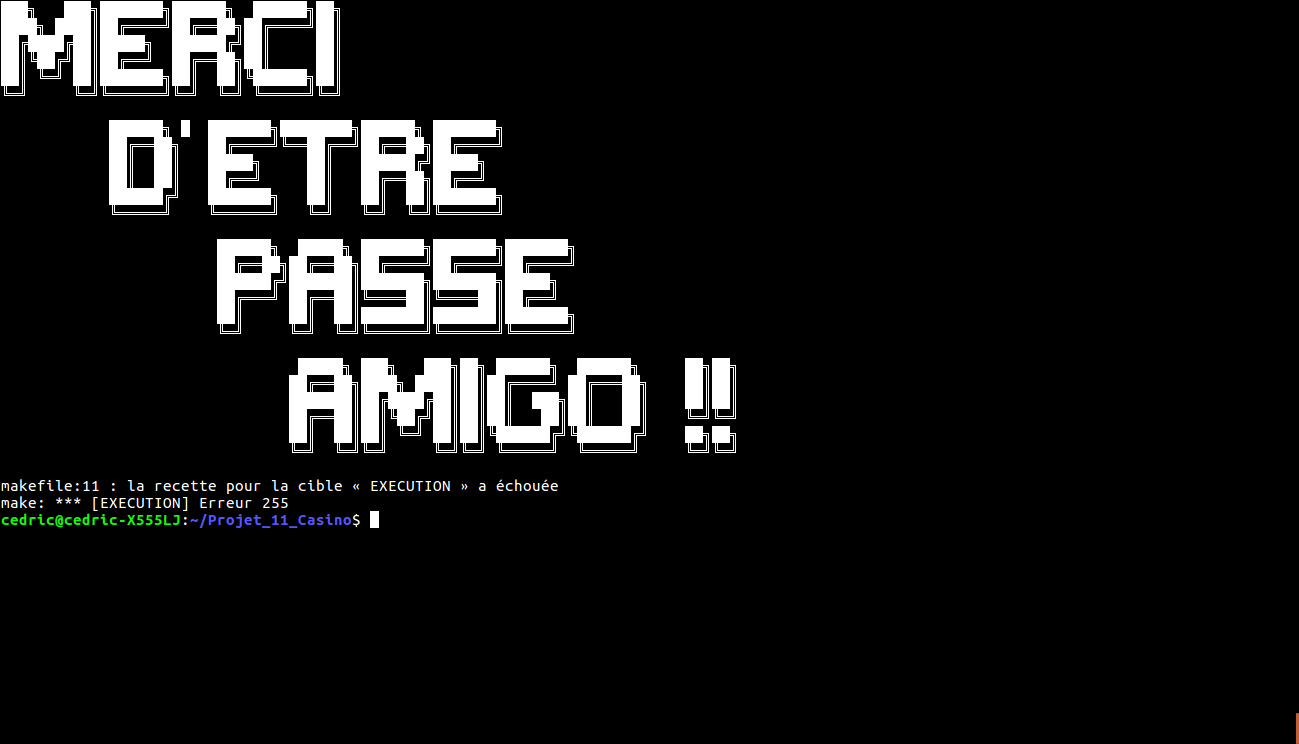 MERCI
D'ETRE
PASSE
AMIGO !!
makefile:11 : la recette pour la cible « EXECUTION » a échouée
make: *** [EXECUTION] Erreur 255
cedric@cedric-X555LJ:~/Projet_11_Casino$